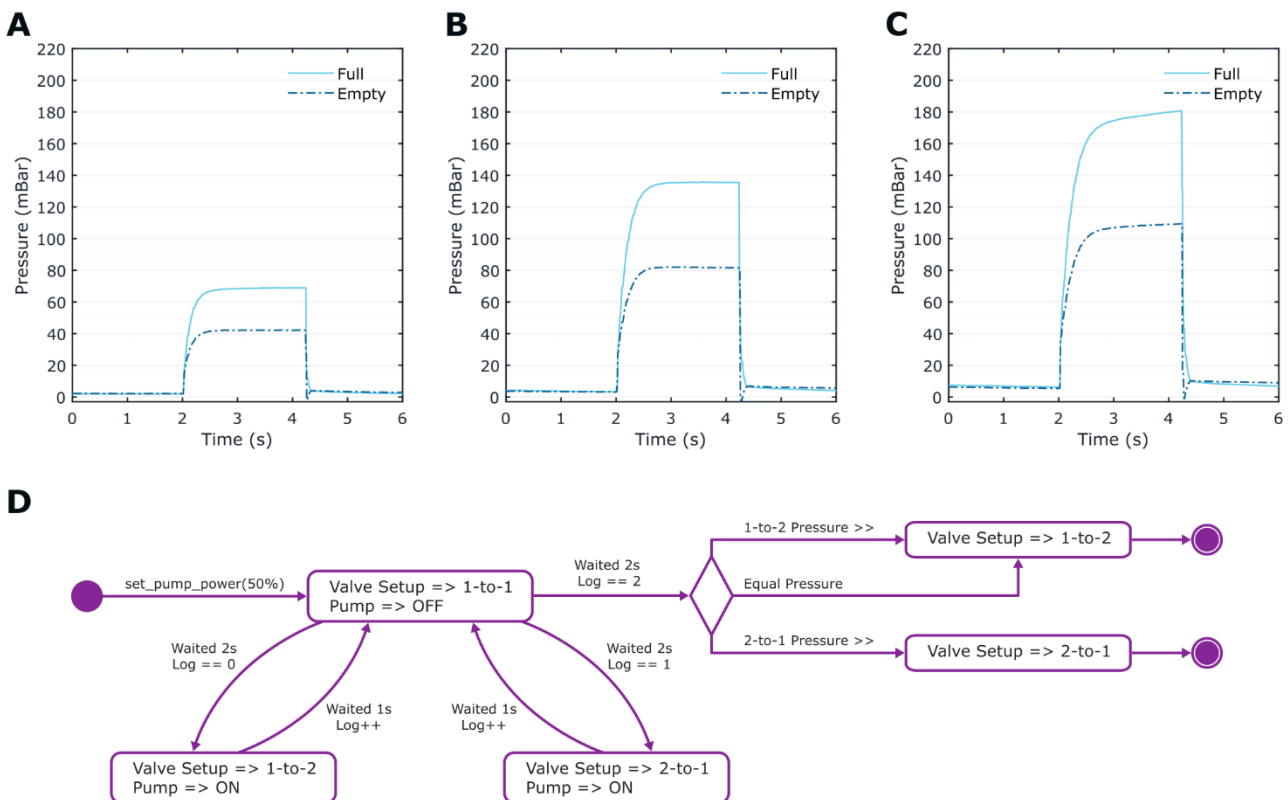 A
Pressure (mBar)
220
200
180
160
140
120
100
80
60
40
20
0
Full
Empty
0 1 2 3 4 5 6
Time (s)
B
Pressure (mBar)
220
200
180
160
140
120
100
80
60
40
20
0
Full
Empty
0 1 2 3 4 5 6
Time (s)
C
Pressure (mBar)
220
200
180
160
140
120
100
80
60
40
20
0
Full
Empty
0 1 2 3 4 5 6
Time (s)
D
set_pump_power(50%)
Valve Setup => 1-to-1
Pump => OFF
Waited 2s
Log == 2
1-to-2 Pressure >>
Valve Setup => 1-to-2
Equal Pressure
2-to-1 Pressure >>
Valve Setup => 2-to-1
Waited 2s
Log == 0
Waited 1s
Log++
Waited 1s
Log++
Waited 2s
Log == 1
Valve Setup => 1-to-2
Pump => ON
Valve Setup => 2-to-1
Pump => ON